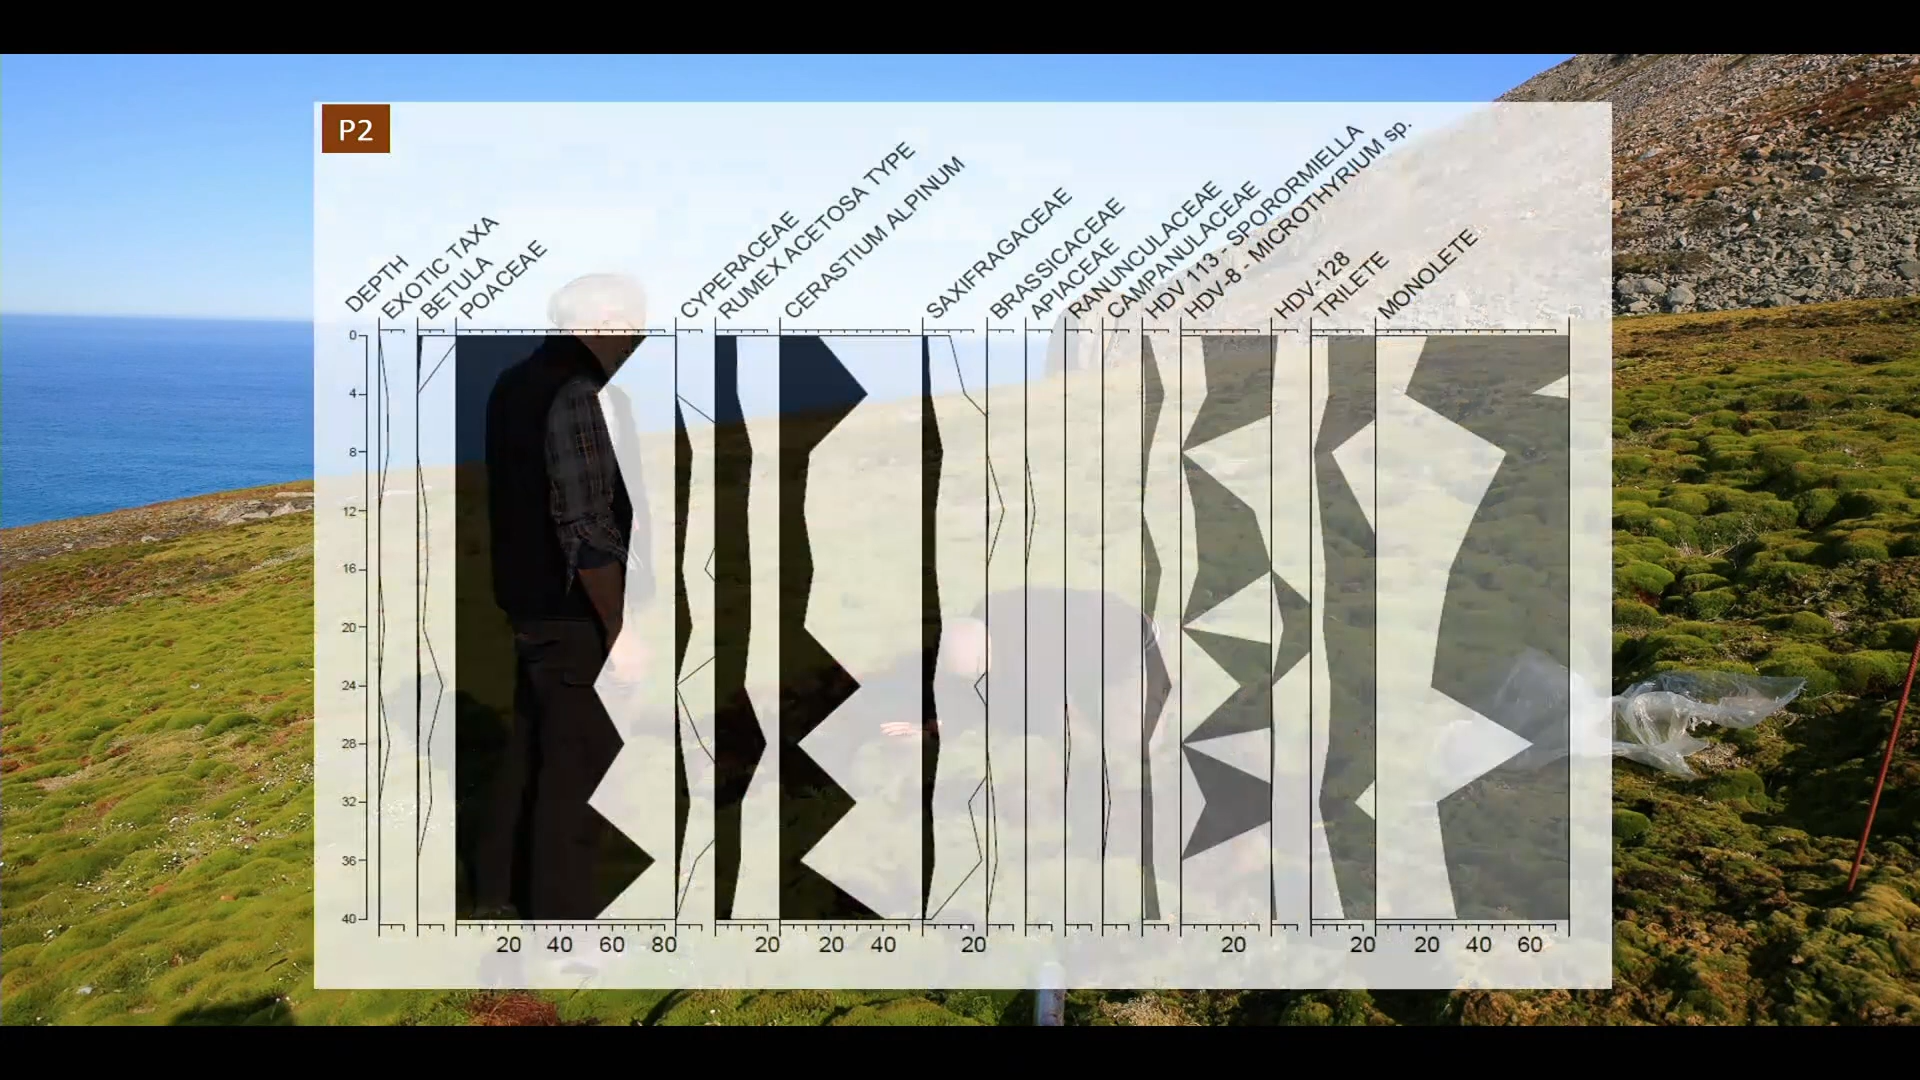 P2
DEPTH
EXOTIC TAXA
BETULA
POACEAE
CYPERACEAE
RUMEX ACETOSA TYPE
CERASTIUM ALPINUM
SAXIFRAGACEAE
BRASSICACEAE
APIACEAE
RANUNCULACEAE
CAMPANULACEAE
HDV 113 - SPORORMIELLA
HDV-8 - MICROTHYRIUM sp.
HDV-128
TRILETE
MONOLETE
0
4
8
12
16
20
24
28
32
36
40
20 40 60 80 20 20 40 20 20 20 20 40 60